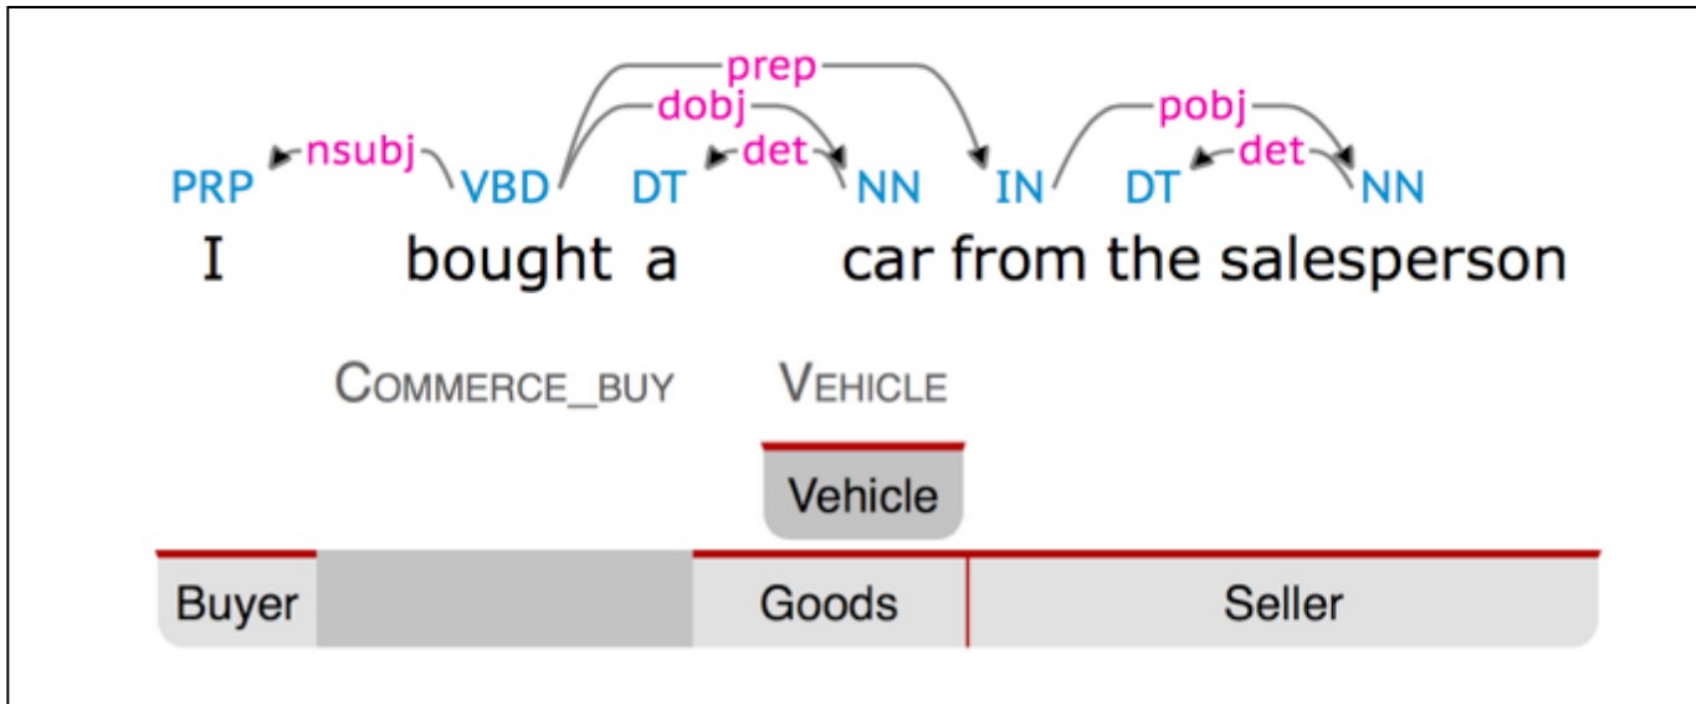 prep
dobj pobj
nsubj det det
PRP VBD DT NN IN DT NN
I bought a car from the salesperson
COMMERCE_BUY VEHICLE
Vehicle
Buyer Goods Seller